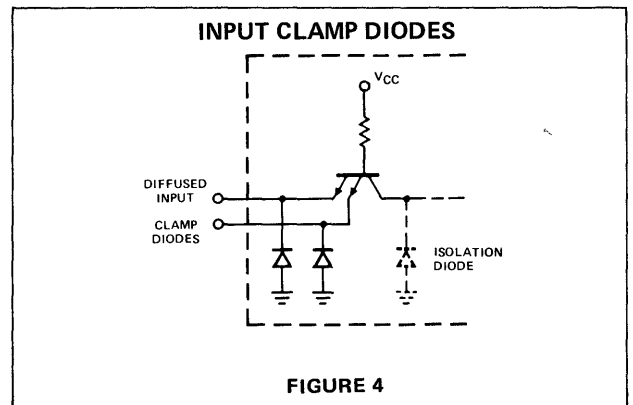 INPUT CLAMP DIODES
VCC
DIFFUSED
INPUT
CLAMP
DIODES
ISOLATION
DIODE
FIGURE 4